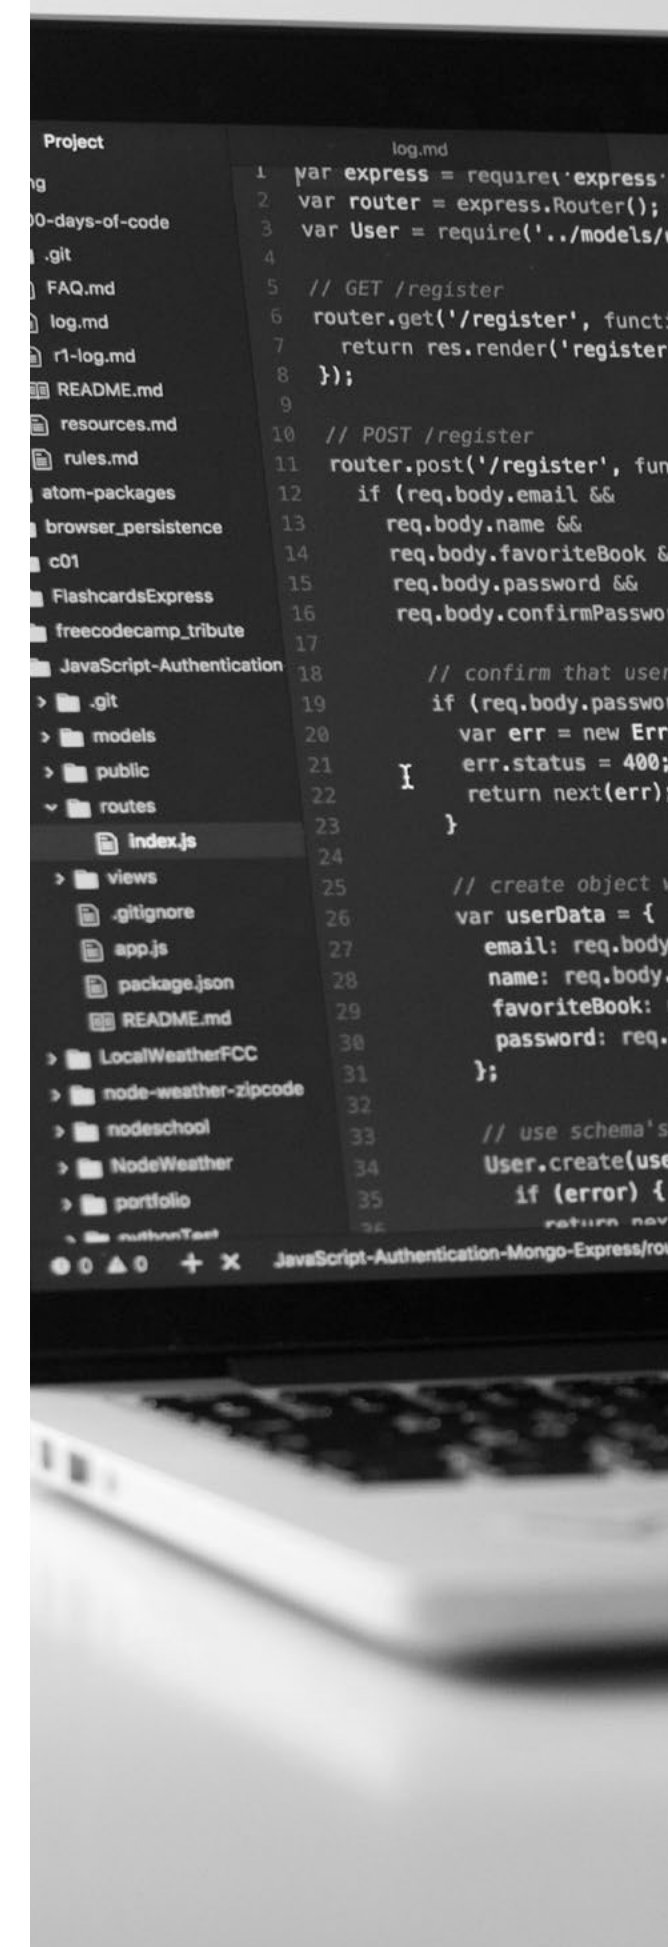 Project
ng
00-days-of-code
.git
FAQ.md
log.md
r1-log.md
README.md
resources.md
rules.md
atom-packages
browser_persistence
c01
FlashcardsExpress
freecodecamp_tribute
JavaScript-Authentication
.git
models
public
routes
index.js
views
.gitignore
app.js
package.json
README.md
LocalWeatherFCC
node-weather-zipcode
nodeschool
NodeWeather
portfolio
pythonTest
0 0 + x JavaScript-Authentication-Mongo-Express/rou
log.md
1 var express = require('express'
2 var router = express.Router();
3 var User = require('../models/u
4
5 // GET /register
6 router.get('/register', functi
7 return res.render('register
8 });
9
10 // POST /register
11 router.post('/register', fun
12 if (req.body.email &&
13 req.body.name &&
14 req.body.favoriteBook &
15 req.body.password &&
16 req.body.confirmPasswo
17
18 // confirm that user
19 if (req.body.passwo
20 var err = new Err
21 err.status = 400;
22 return next(err);
23 }
24
25 // create object w
26 var userData = {
27 email: req.body
28 name: req.body.
29 favoriteBook:
30 password: req.
31 };
32
33 // use schema's
34 User.create(use
35 if (error) {
36 return nex